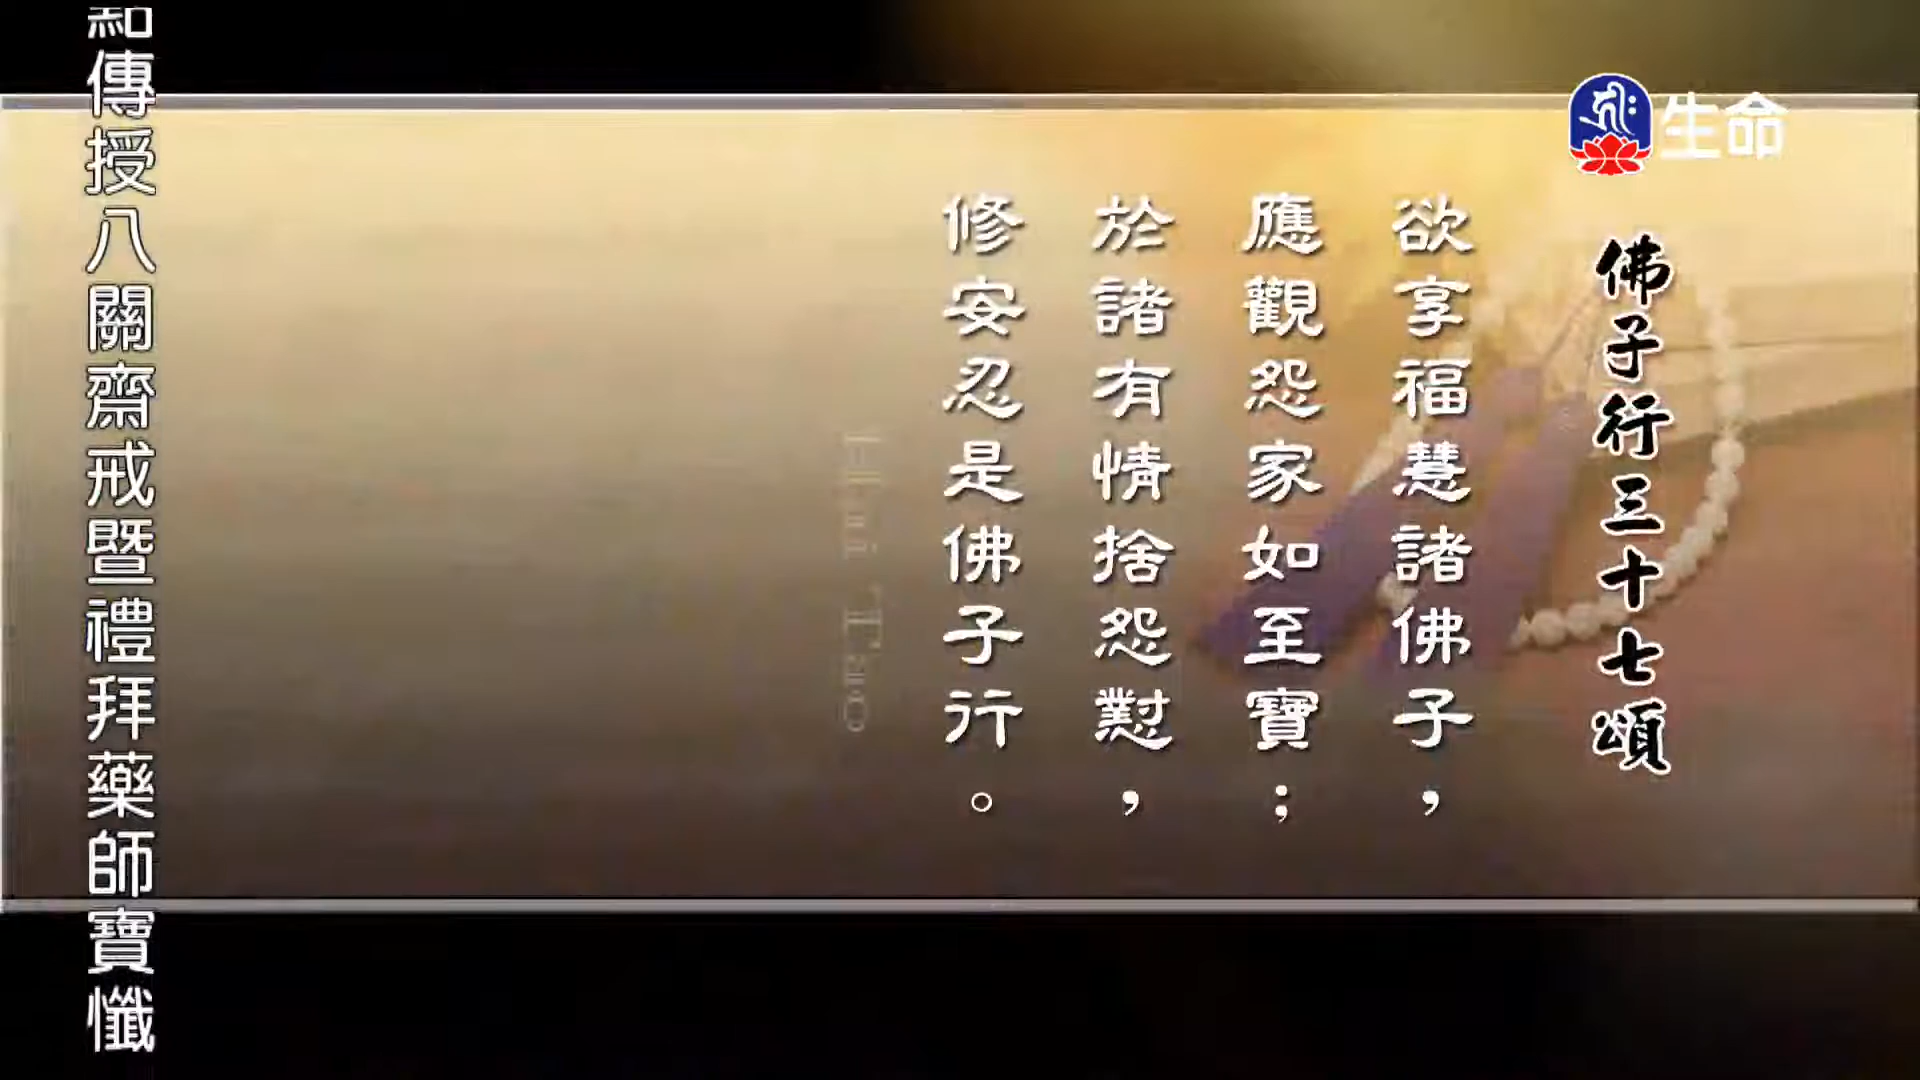 生命
佛子行三十七頌
欲享福慧諸佛子，
應觀怨家如至寶；
於諸有情捨怨懟，
修安忍是佛子行。
傳授八關齋戒暨禮拜藥師寶懺